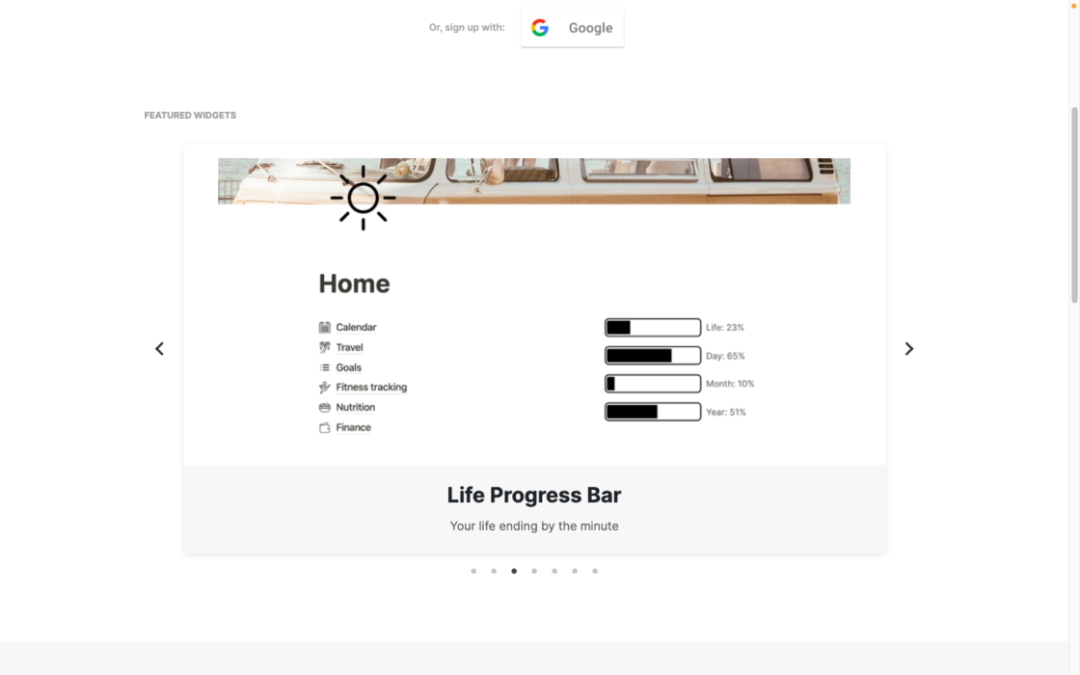 Or, sign up with:
Google
FEATURED WIDGETS
Home
Calendar
Travel
Goals
Fitness tracking
Nutrition
Finance
Life: 23%
Day: 65%
Month: 10%
Year: 51%
Life Progress Bar
Your life ending by the minute